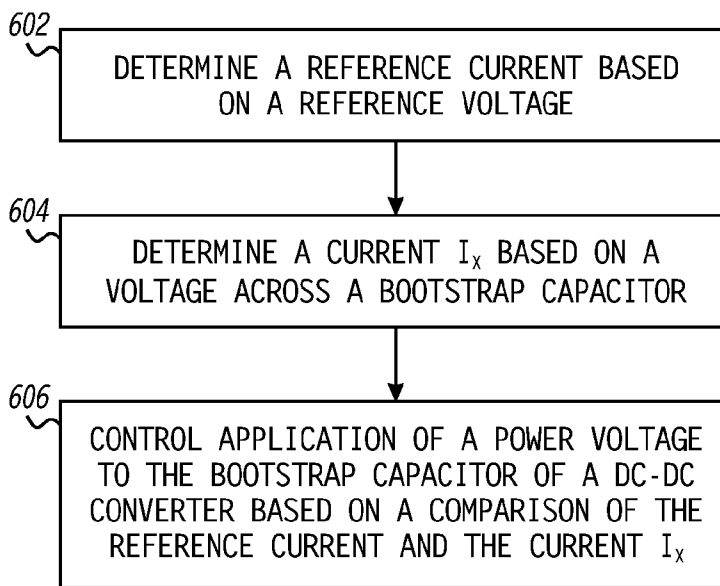 602
DETERMINE A REFERENCE CURRENT BASED
ON A REFERENCE VOLTAGE
604
DETERMINE A CURRENT Iₓ BASED ON A
VOLTAGE ACROSS A BOOTSTRAP CAPACITOR
606
CONTROL APPLICATION OF A POWER VOLTAGE
TO THE BOOTSTRAP CAPACITOR OF A DC-DC
CONVERTER BASED ON A COMPARISON OF THE
REFERENCE CURRENT AND THE CURRENT Iₓ